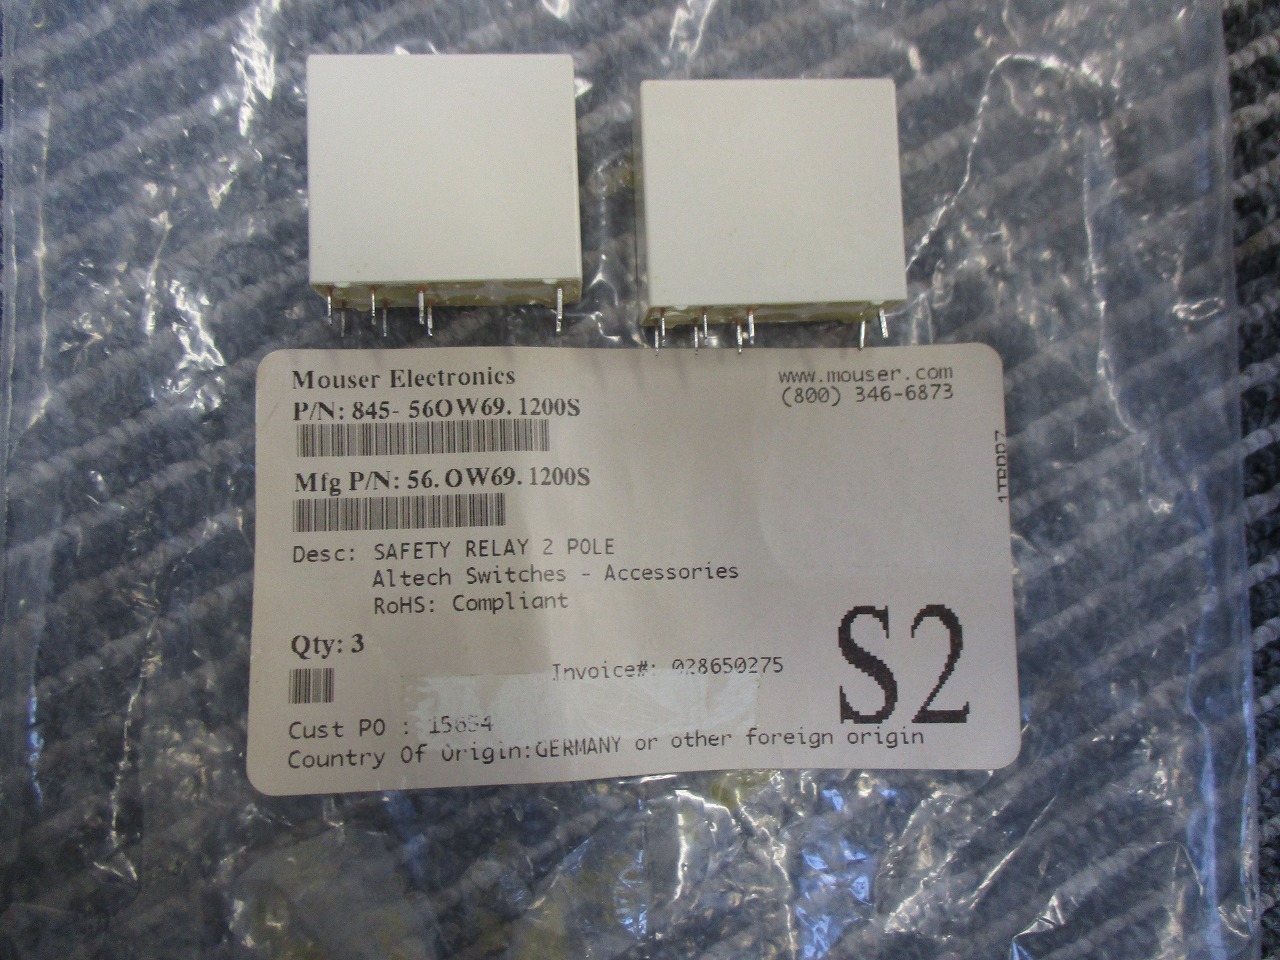 Mouser Electronics
www.mouser.com
P/N: 845- 56OW69.1200S
(800) 346-6873
Mfg P/N: 56.OW69.1200S
Desc: SAFETY RELAY 2 POLE
Altech Switches - Accessories
RoHS: Compliant
Qty: 3
S2
Invoice#: 028650275
Cust PO : 15654
Country Of Origin:GERMANY or other foreign origin